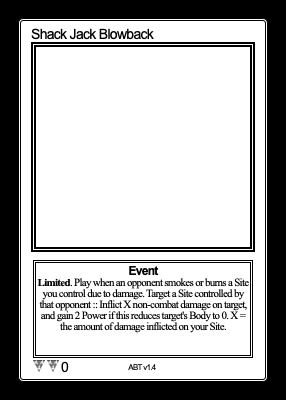 Shack Jack Blowback
Event
Limited. Play when an opponent smokes or burns a Site
you control due to damage. Target a Site controlled by
that opponent :: Inflict X non-combat damage on target,
and gain 2 Power if this reduces target's Body to 0. X =
the amount of damage inflicted on your Site.
0
ABT v1.4